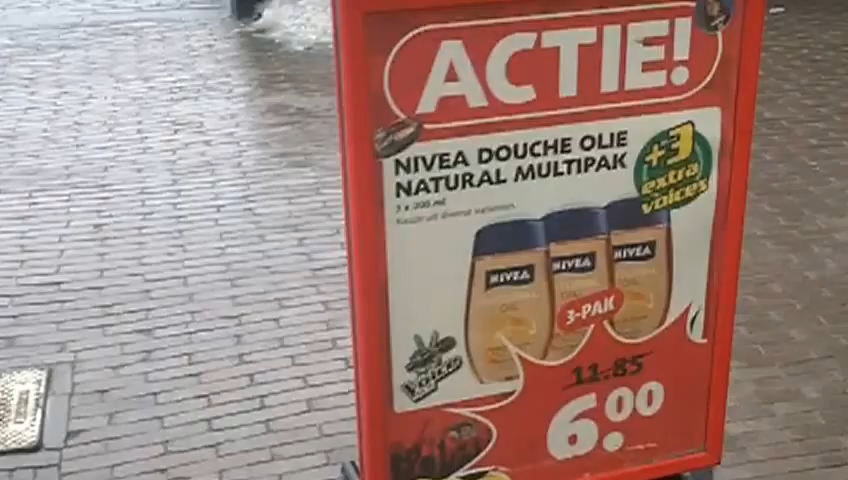 ACTIE!
NIVEA DOUCHE OLIE
NATURAL MULTIPAK
3 x 200 ml
+3
extra
voices
NIVEA
NIVEA
NIVEA
OIL
3-PAK
11.85
6.00